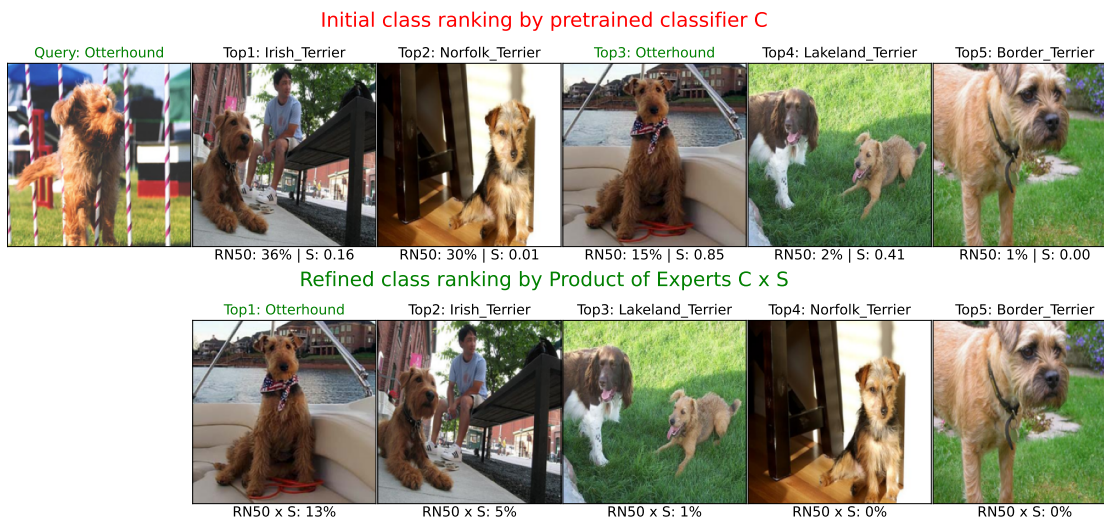 Initial class ranking by pretrained classifier C
Query: Otterhound Top1: Irish_Terrier Top2: Norfolk_Terrier Top3: Otterhound Top4: Lakeland_Terrier Top5: Border_Terrier
RN50: 36% | S: 0.16 RN50: 30% | S: 0.01 RN50: 15% | S: 0.85 RN50: 2% | S: 0.41 RN50: 1% | S: 0.00
Refined class ranking by Product of Experts C x S
Top1: Otterhound Top2: Irish_Terrier Top3: Lakeland_Terrier Top4: Norfolk_Terrier Top5: Border_Terrier
RN50 x S: 13% RN50 x S: 5% RN50 x S: 1% RN50 x S: 0% RN50 x S: 0%